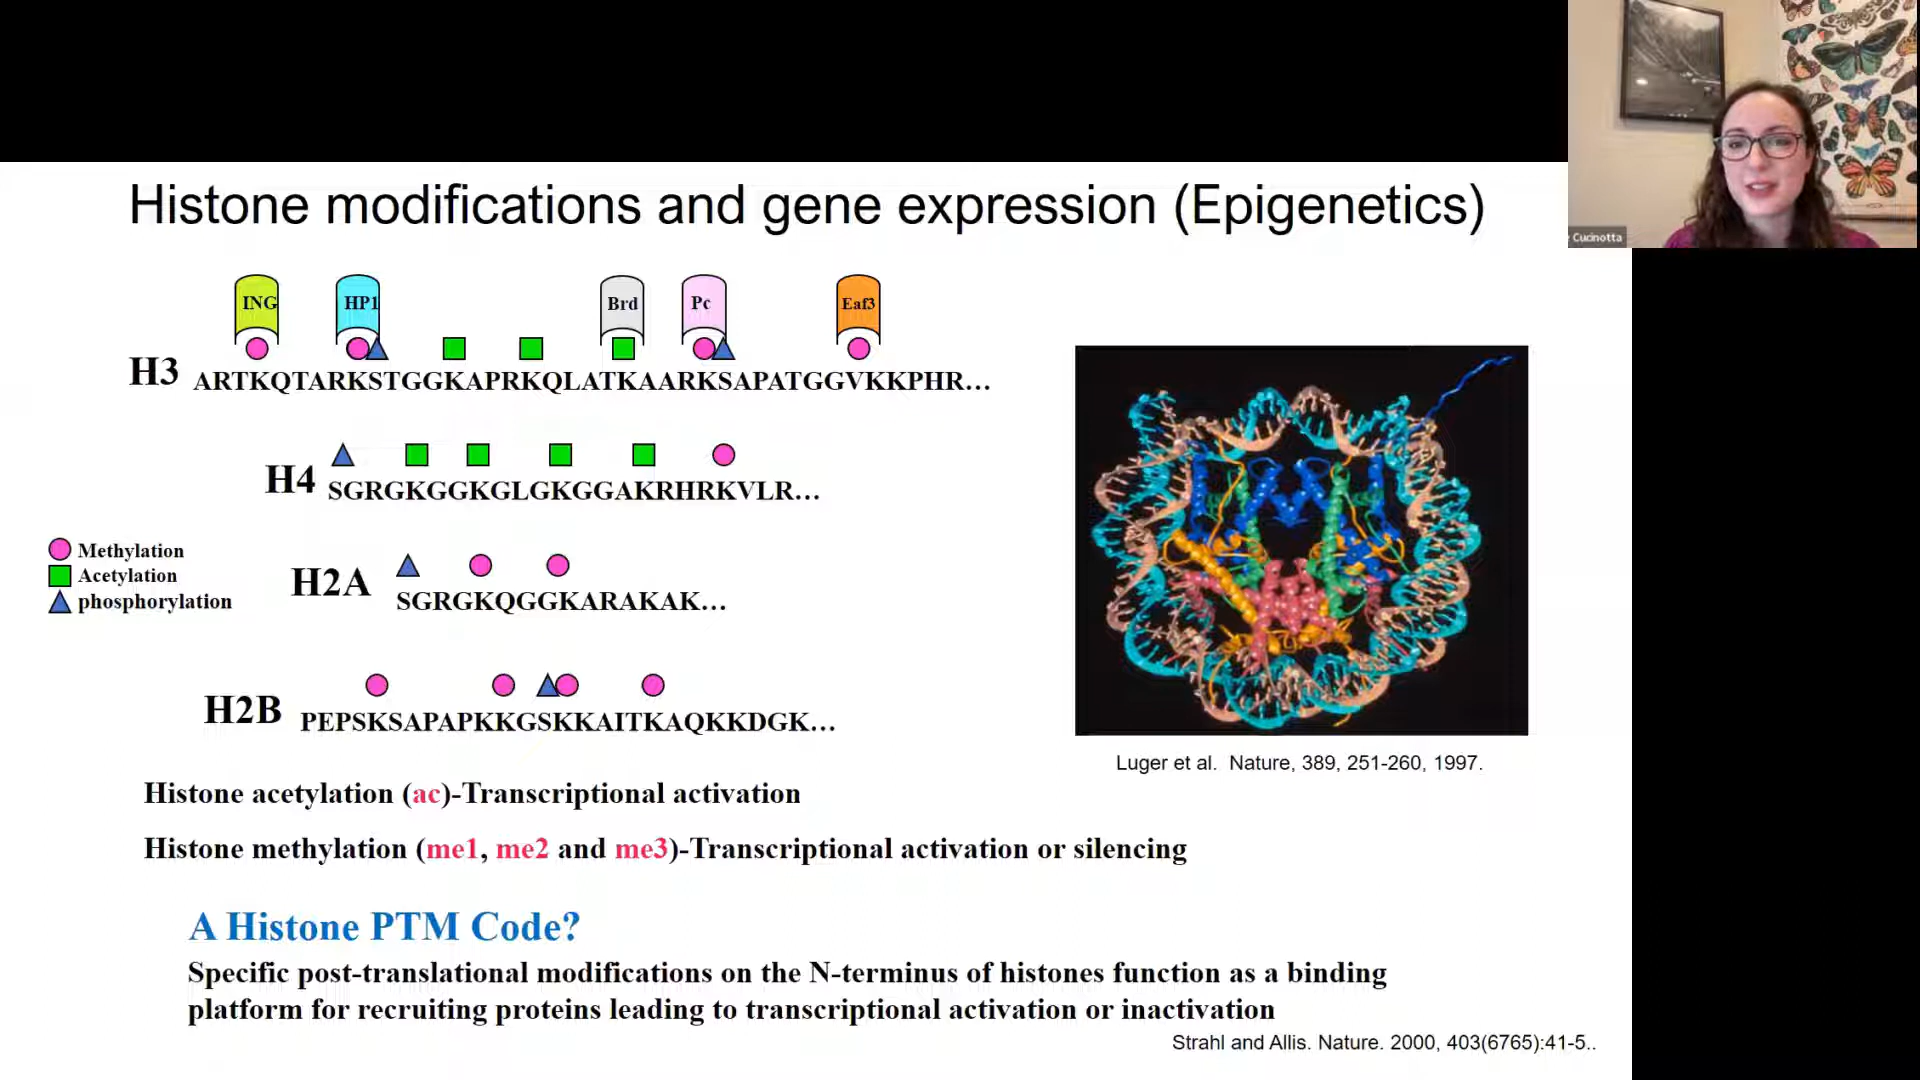 Cucinotta
Histone modifications and gene expression (Epigenetics)
ING HP1 Brd Pc Eaf3
H3 ARTKQTARKSTGGKAPRKQLATKAARKSAPATGGVKKPHR...
H4 SGRGKGGKGLGKGGAKRHRKVLR...
Methylation
Acetylation
phosphorylation
H2A SGRGKQGGKARAKAK...
H2B PEPSKSAPAPKKGSKKAITKAQKKDGK...
Luger et al. Nature, 389, 251-260, 1997.
Histone acetylation (ac)-Transcriptional activation
Histone methylation (me1, me2 and me3)-Transcriptional activation or silencing
A Histone PTM Code?
Specific post-translational modifications on the N-terminus of histones function as a binding
platform for recruiting proteins leading to transcriptional activation or inactivation
Strahl and Allis. Nature. 2000, 403(6765):41-5..